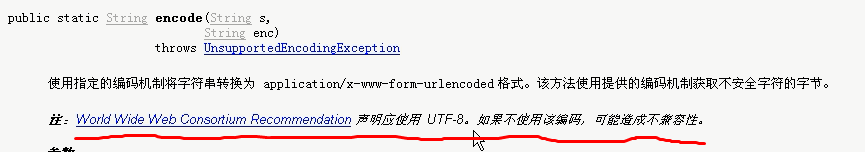 public static String encode(String s,
String enc)
throws UnsupportedEncodingException
使用指定的编码机制将字符串转换为 application/x-www-form-urlencoded 格式。该方法使用提供的编码机制获取不安全字符的字节。
注：World Wide Web Consortium Recommendation 声明应使用 UTF-8。如果不使用该编码，可能造成不兼容性。
参数